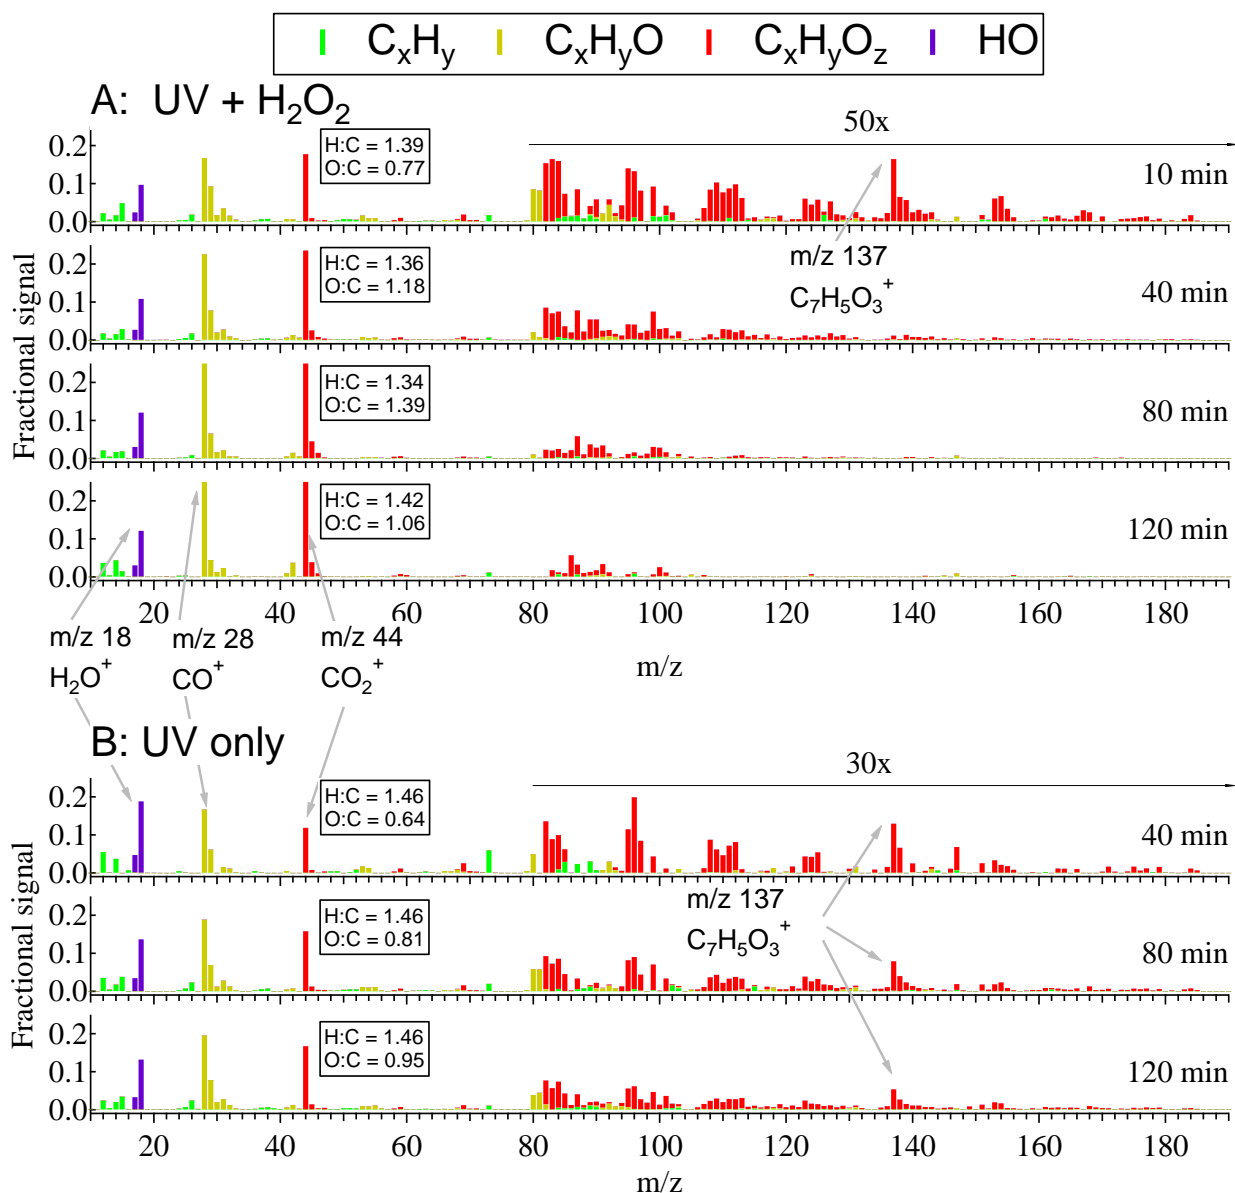 CxHy CxHyO CxHyOz HO
A: UV + H2O2
50x
0.2
0.1
0.0
H:C = 1.39
O:C = 0.77
10 min
m/z 137
C7H5O3+
0.2
0.1
0.0
H:C = 1.36
O:C = 1.18
40 min
Fractional signal
0.2
0.1
0.0
H:C = 1.34
O:C = 1.39
80 min
0.2
0.1
0.0
H:C = 1.42
O:C = 1.06
120 min
20 40 60 80 100 120 140 160 180
m/z
m/z 18
H2O+
m/z 28
CO+
m/z 44
CO2+
B: UV only
30x
0.2
0.1
0.0
H:C = 1.46
O:C = 0.64
40 min
m/z 137
C7H5O3+
Fractional signal
0.2
0.1
0.0
H:C = 1.46
O:C = 0.81
80 min
0.2
0.1
0.0
H:C = 1.46
O:C = 0.95
120 min
20 40 60 80 100 120 140 160 180
m/z